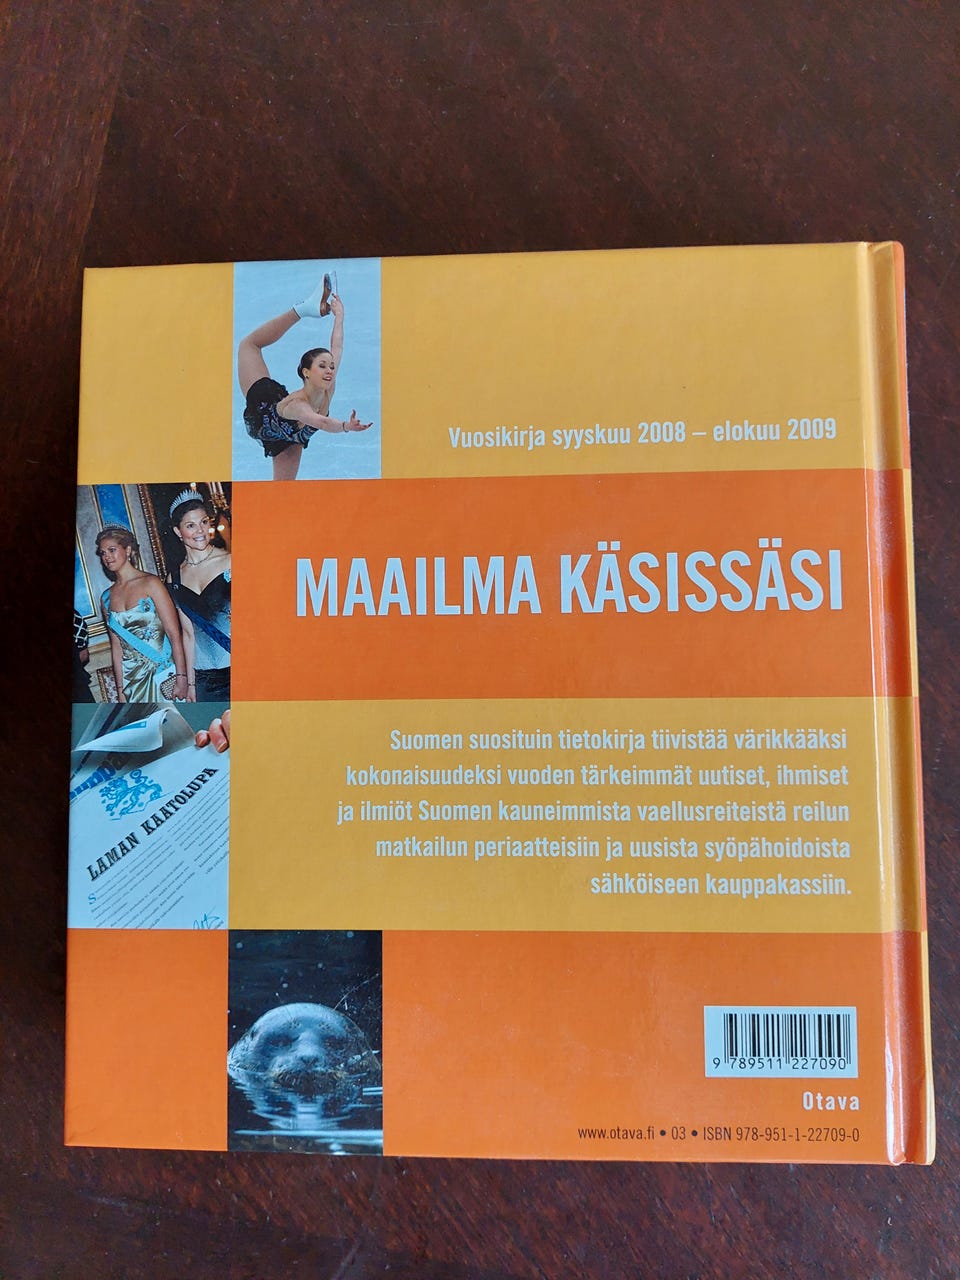 Vuosikirja syyskuu 2008 – elokuu 2009
MAAILMA KÄSISSÄSI
Suomen suosituin tietokirja tiivistää värikkääksi
kokonaisuudeksi vuoden tärkeimmät uutiset, ihmiset
ja ilmiöt Suomen kauneimmista vaellusreiteistä reilun
matkailun periaatteisiin ja uusista syöpähoidoista
sähköiseen kauppakassiin.
LAMAN KAATOLUPA
9 789511 227090
Otava
www.otava.fi • 03 • ISBN 978-951-1-22709-0